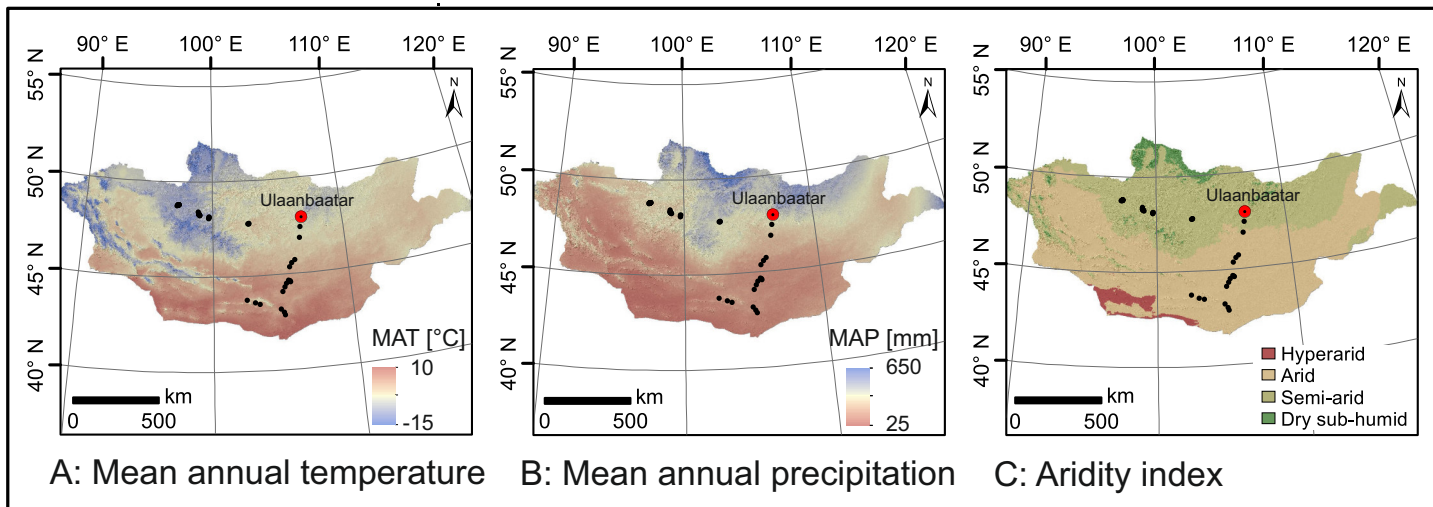 90° E 100° E 110° E 120° E
90° E 100° E 110° E 120° E
90° E 100° E 110° E 120° E
55° N
50° N
45° N
40° N
N
Ulaanbaatar
MAT [°C]
10
-15
km
0 500
55° N
50° N
45° N
40° N
N
Ulaanbaatar
MAP [mm]
650
25
km
0 500
55° N
50° N
45° N
40° N
N
Ulaanbaatar
Hyperarid
Arid
Semi-arid
Dry sub-humid
km
0 500
A: Mean annual temperature
B: Mean annual precipitation
C: Aridity index